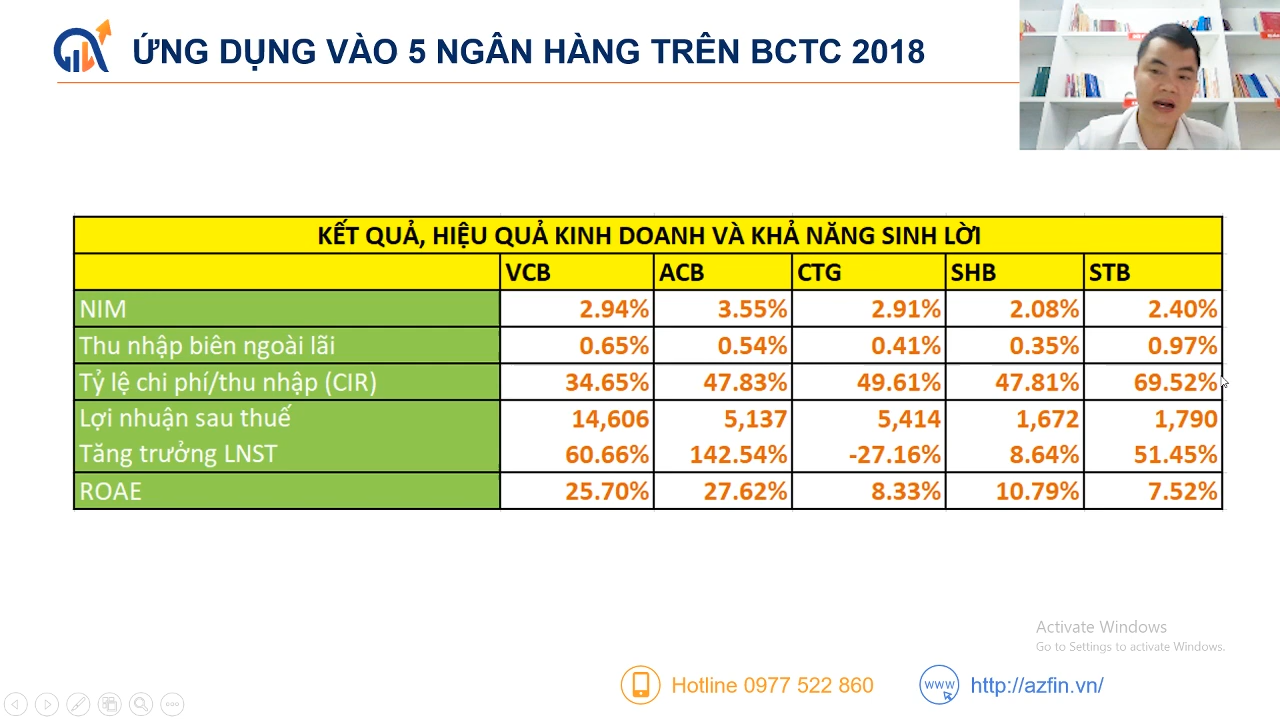 ỨNG DỤNG VÀO 5 NGÂN HÀNG TRÊN BCTC 2018
KẾT QUẢ, HIỆU QUẢ KINH DOANH VÀ KHẢ NĂNG SINH LỜI
VCB ACB CTG SHB STB
NIM 2.94% 3.55% 2.91% 2.08% 2.40%
Thu nhập biên ngoài lãi 0.65% 0.54% 0.41% 0.35% 0.97%
Tỷ lệ chi phí/thu nhập (CIR) 34.65% 47.83% 49.61% 47.81% 69.52%
Lợi nhuận sau thuế 14,606 5,137 5,414 1,672 1,790
Tăng trưởng LNST 60.66% 142.54% -27.16% 8.64% 51.45%
ROAE 25.70% 27.62% 8.33% 10.79% 7.52%
Activate Windows
Go to Settings to activate Windows.
Hotline 0977 522 860
www
http://azfin.vn/